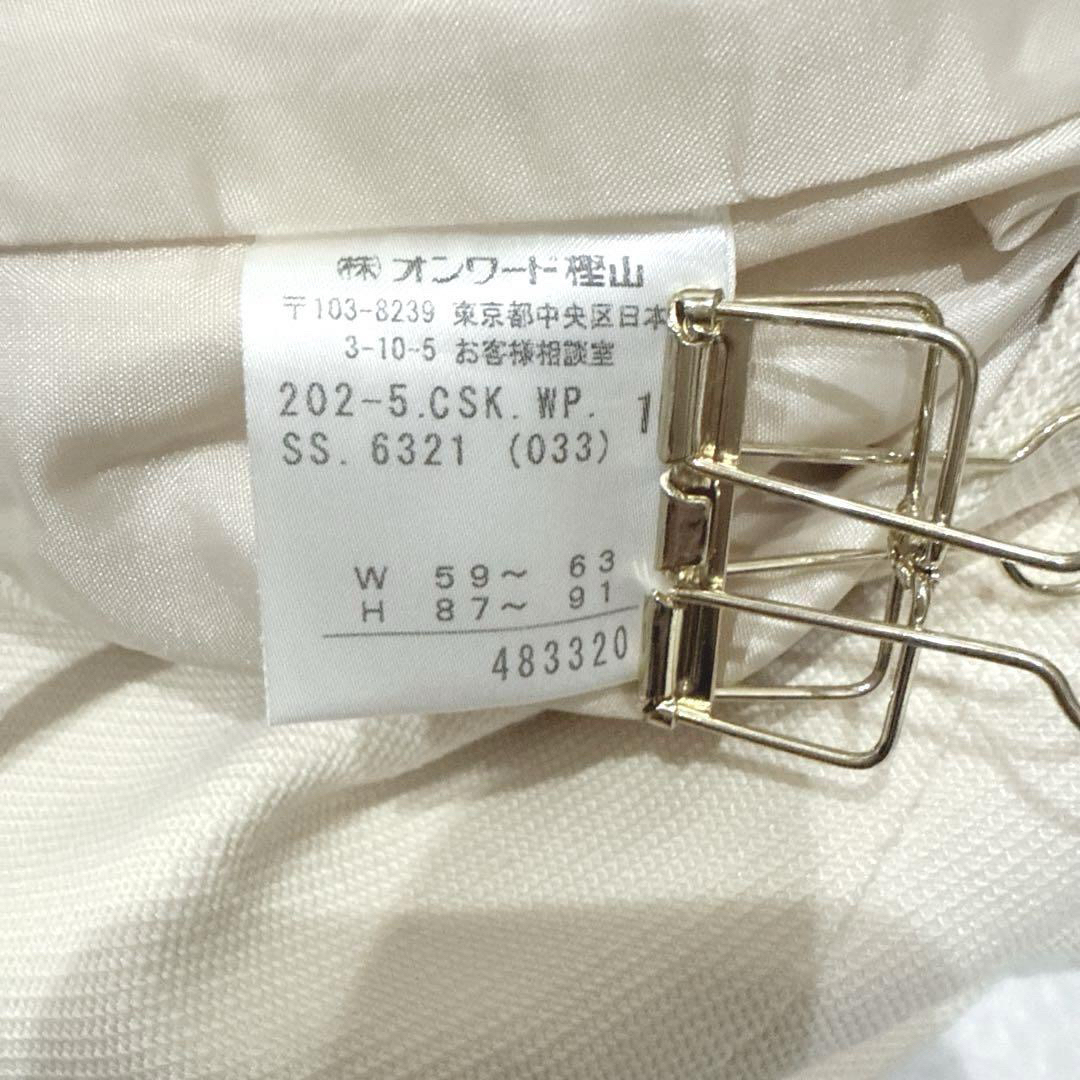 (株)オンワード樫山
〒103-8239 東京都中央区日本
3-10-5 お客様相談室
202-5.CSK.WP. 1
SS. 6321 (033)
W 59～ 63
H 87～ 91
483320